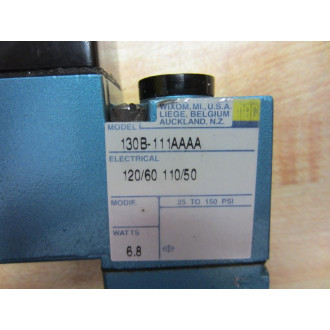 WIXOM, MI., U.S.A.
LIEGE, BELGIUM
AUCKLAND, N.Z.
MODEL
130B-111AAAA
ELECTRICAL
120/60 110/50
MODIF. 25 TO 150 PSI
WATTS
6.8